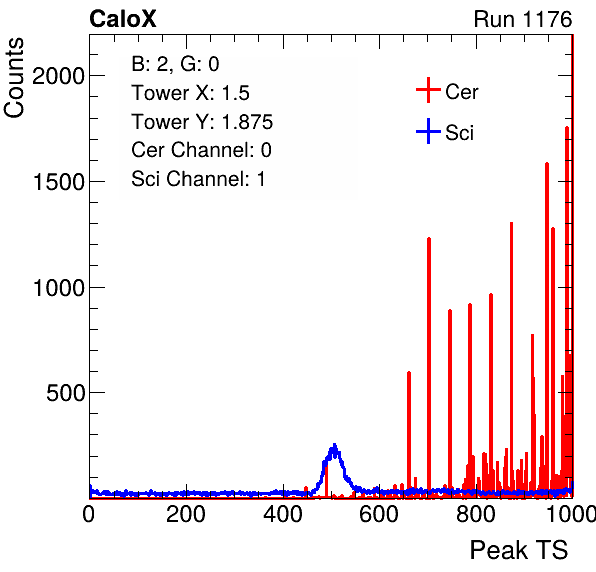 CaloX Run 1176
Counts
B: 2, G: 0
Tower X: 1.5
Tower Y: 1.875
Cer Channel: 0
Sci Channel: 1
Cer
Sci
2000
1500
1000
500
0 200 400 600 800 1000
Peak TS